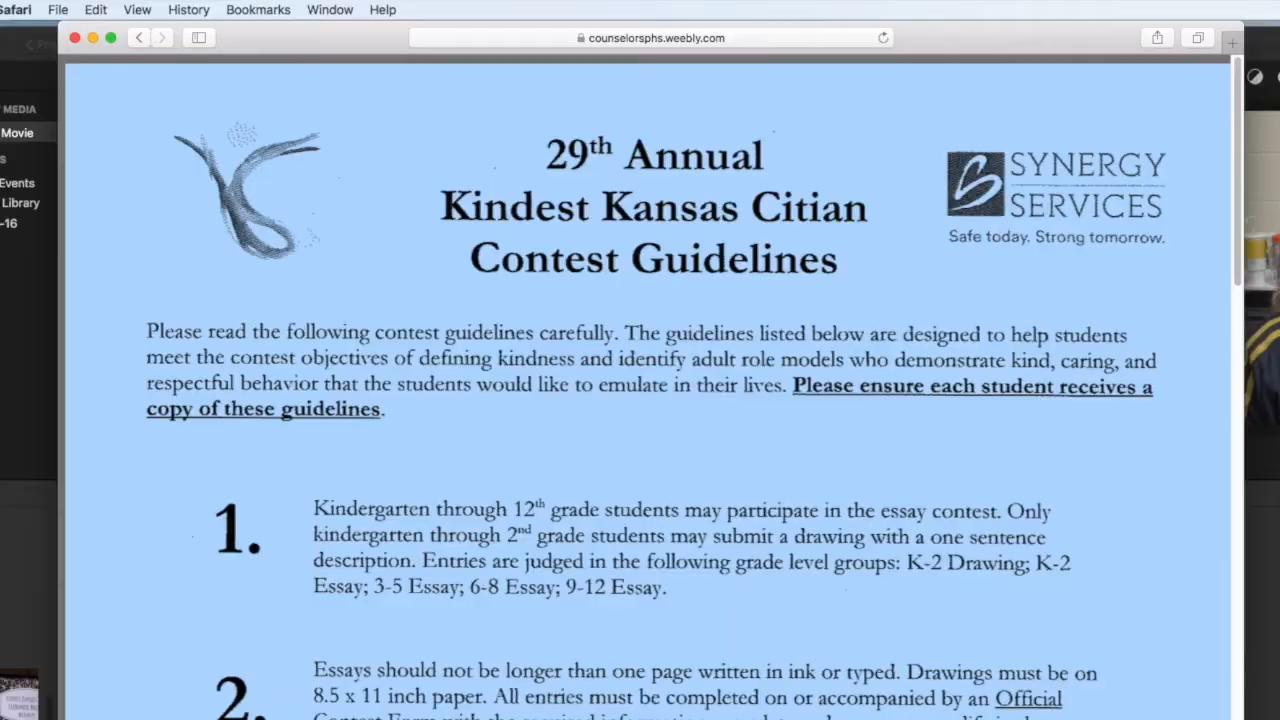 Safari File Edit View History Bookmarks Window Help
counselorsphs.weebly.com
MEDIA
Movie
s
Events
Library
-16
29th Annual
Kindest Kansas Citian
Contest Guidelines
SYNERGY
SERVICES
Safe today. Strong tomorrow.
Please read the following contest guidelines carefully. The guidelines listed below are designed to help students
meet the contest objectives of defining kindness and identify adult role models who demonstrate kind, caring, and
respectful behavior that the students would like to emulate in their lives. Please ensure each student receives a
copy of these guidelines.
1.
Kindergarten through 12th grade students may participate in the essay contest. Only
kindergarten through 2nd grade students may submit a drawing with a one sentence
description. Entries are judged in the following grade level groups: K-2 Drawing; K-2
Essay; 3-5 Essay; 6-8 Essay; 9-12 Essay.
2.
Essays should not be longer than one page written in ink or typed. Drawings must be on
8.5 x 11 inch paper. All entries must be completed on or accompanied by an Official